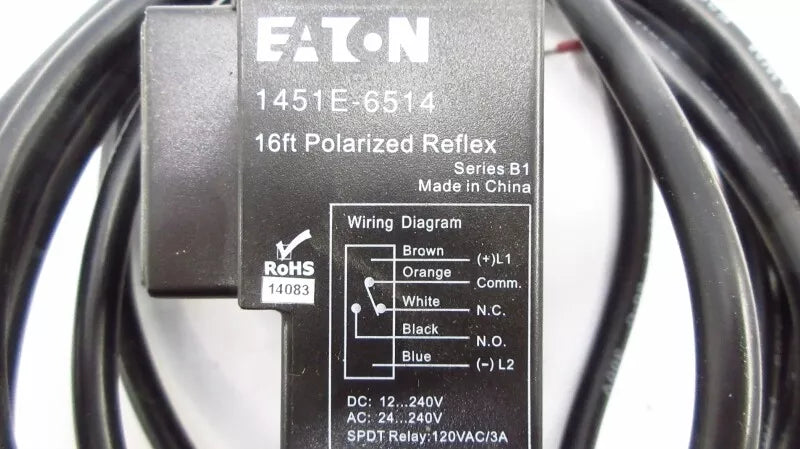 EATON
1451E-6514
16ft Polarized Reflex
Series B1
Made in China
RoHS
14083
Wiring Diagram
Brown (+)L1
Orange Comm.
White N.C.
Black N.O.
Blue (-) L2
DC: 12...240V
AC: 24...240V
SPDT Relay:120VAC/3A